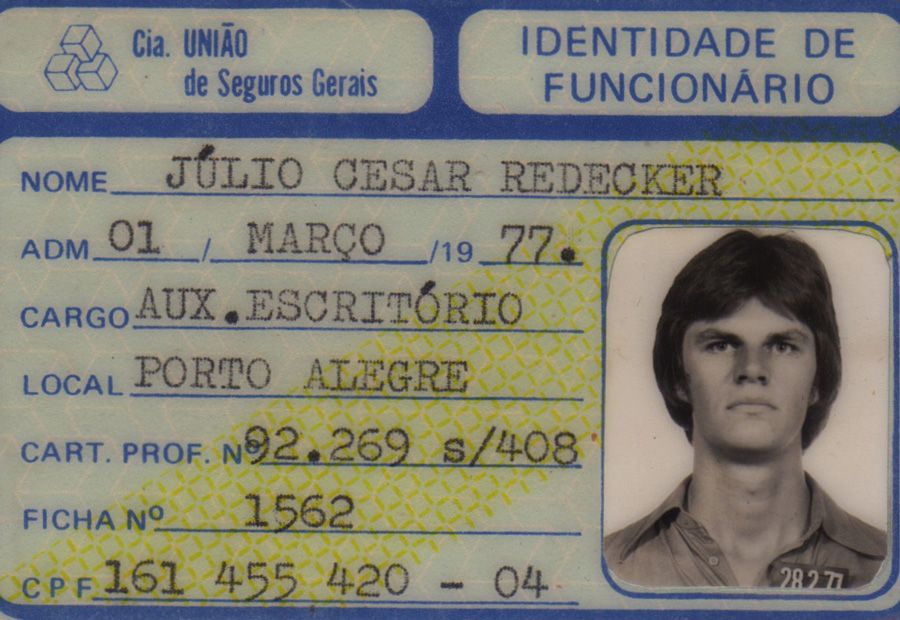 Cia. UNIÃO
de Seguros Gerais
IDENTIDADE DE
FUNCIONÁRIO
NOME JÚLIO CESAR REDECKER
ADM 01 / MARÇO /19 77.
CARGO AUX.ESCRITÓRIO
LOCAL PORTO ALEGRE
CART. PROF. Nº 92.269 s/408
FICHA Nº 1562
CPF 161 455 420 - 04
28 2 77